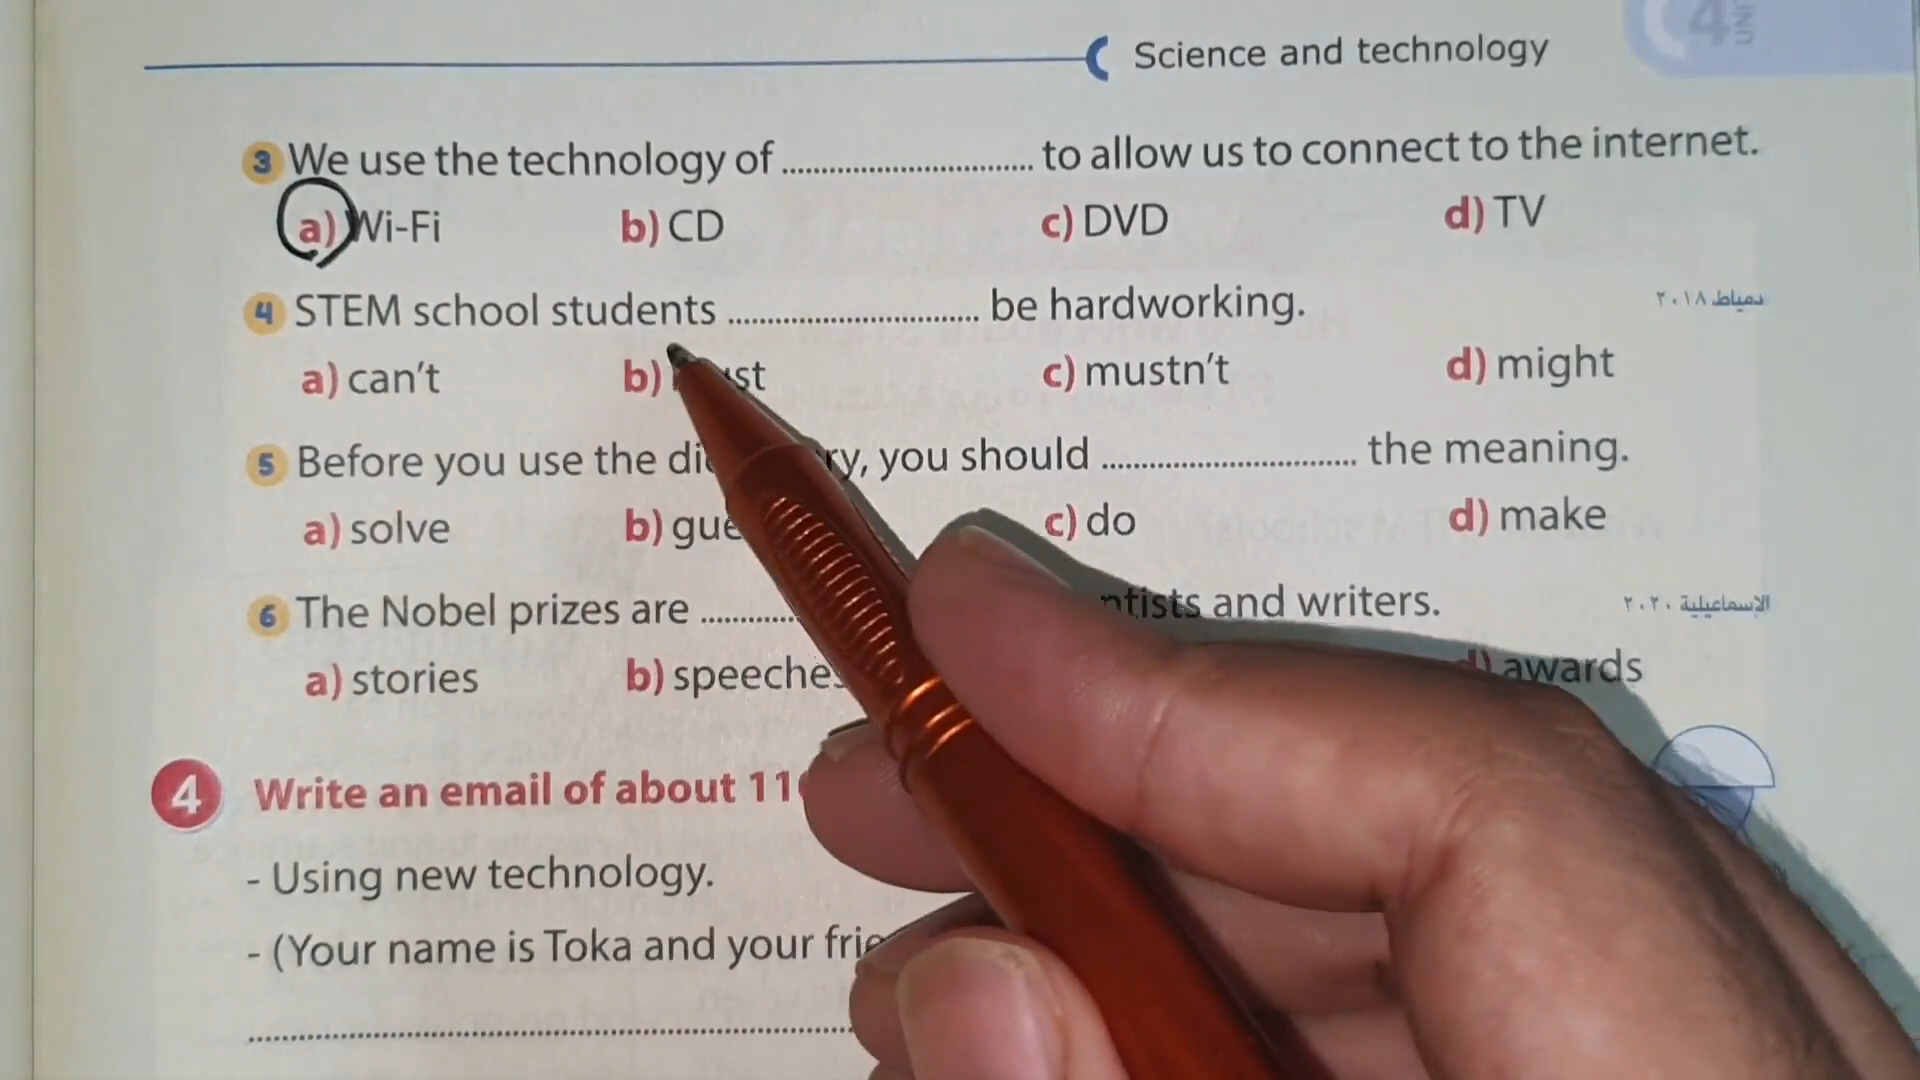 Science and technology
4 UNI
3 We use the technology of ............................ to allow us to connect to the internet.
a) Wi-Fi b) CD c) DVD d) TV
4 STEM school students ............................ be hardworking. دمياط ٢٠١٨
a) can't b) c) mustn't d) might
5 Before you use the , you should ............................ the meaning.
a) solve b) c) do d) make
6 The Nobel prizes are ............ and writers. الإسماعيلية ٢٠٢٠
a) stories b) speeches d) awards
4 Write an email of about
- Using new technology.
- (Your name is Toka and your